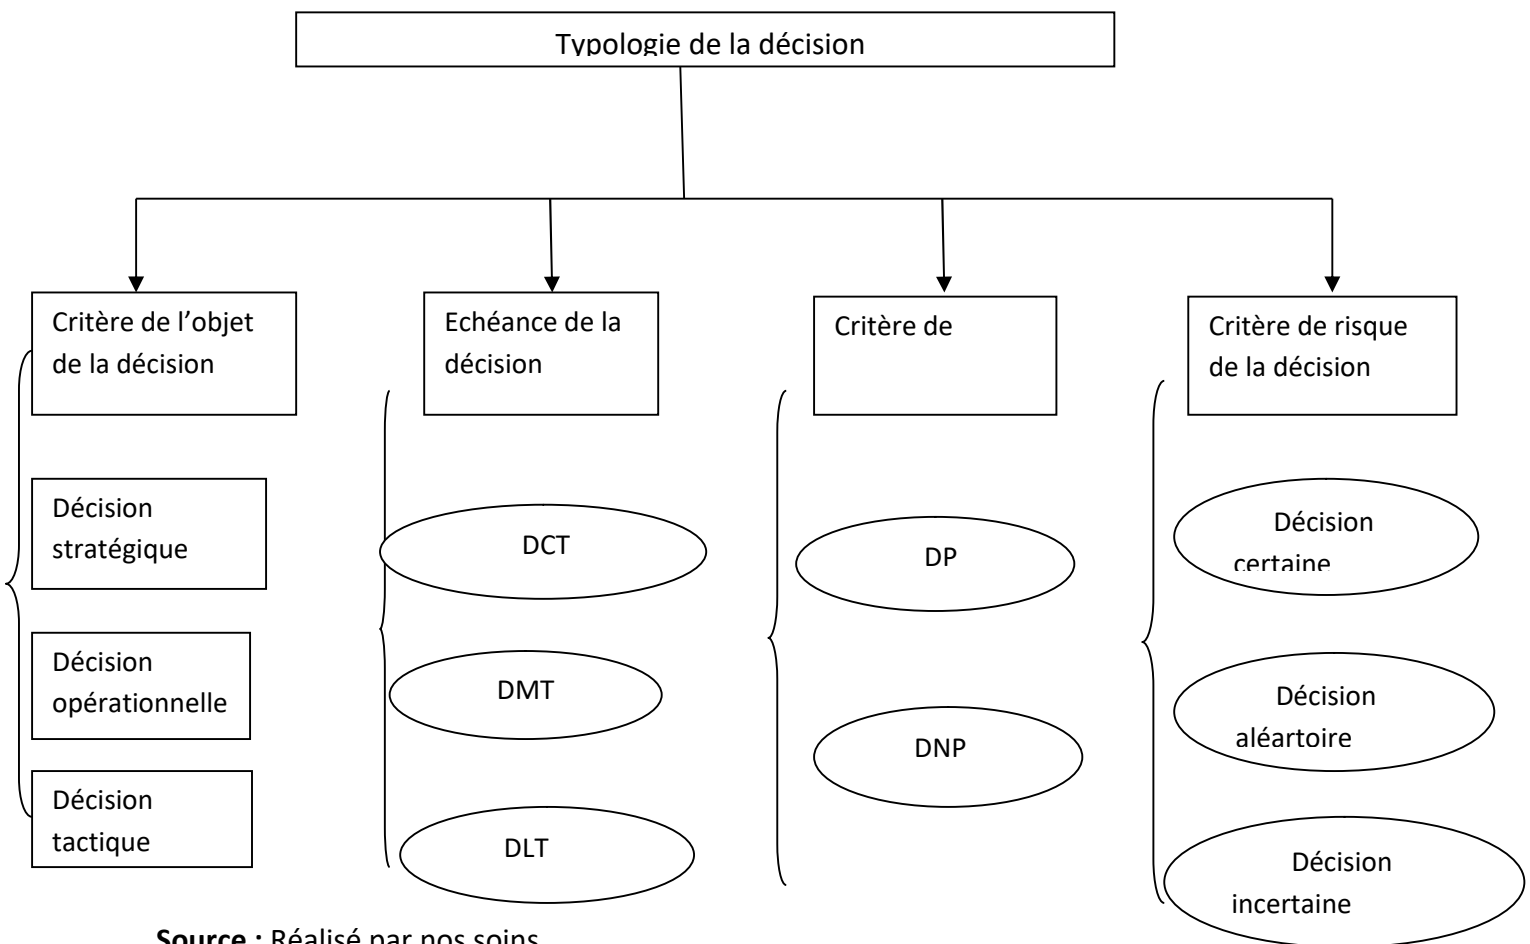 Typologie de la décision
Critère de l’objet
de la décision
Echéance de la
décision
Critère de
Critère de risque
de la décision
Décision
stratégique
Décision
opérationnelle
Décision
tactique
DCT
DMT
DLT
DP
DNP
Décision
certaine
Décision
aléartoire
Décision
incertaine
Source : Réalisé par nos soins